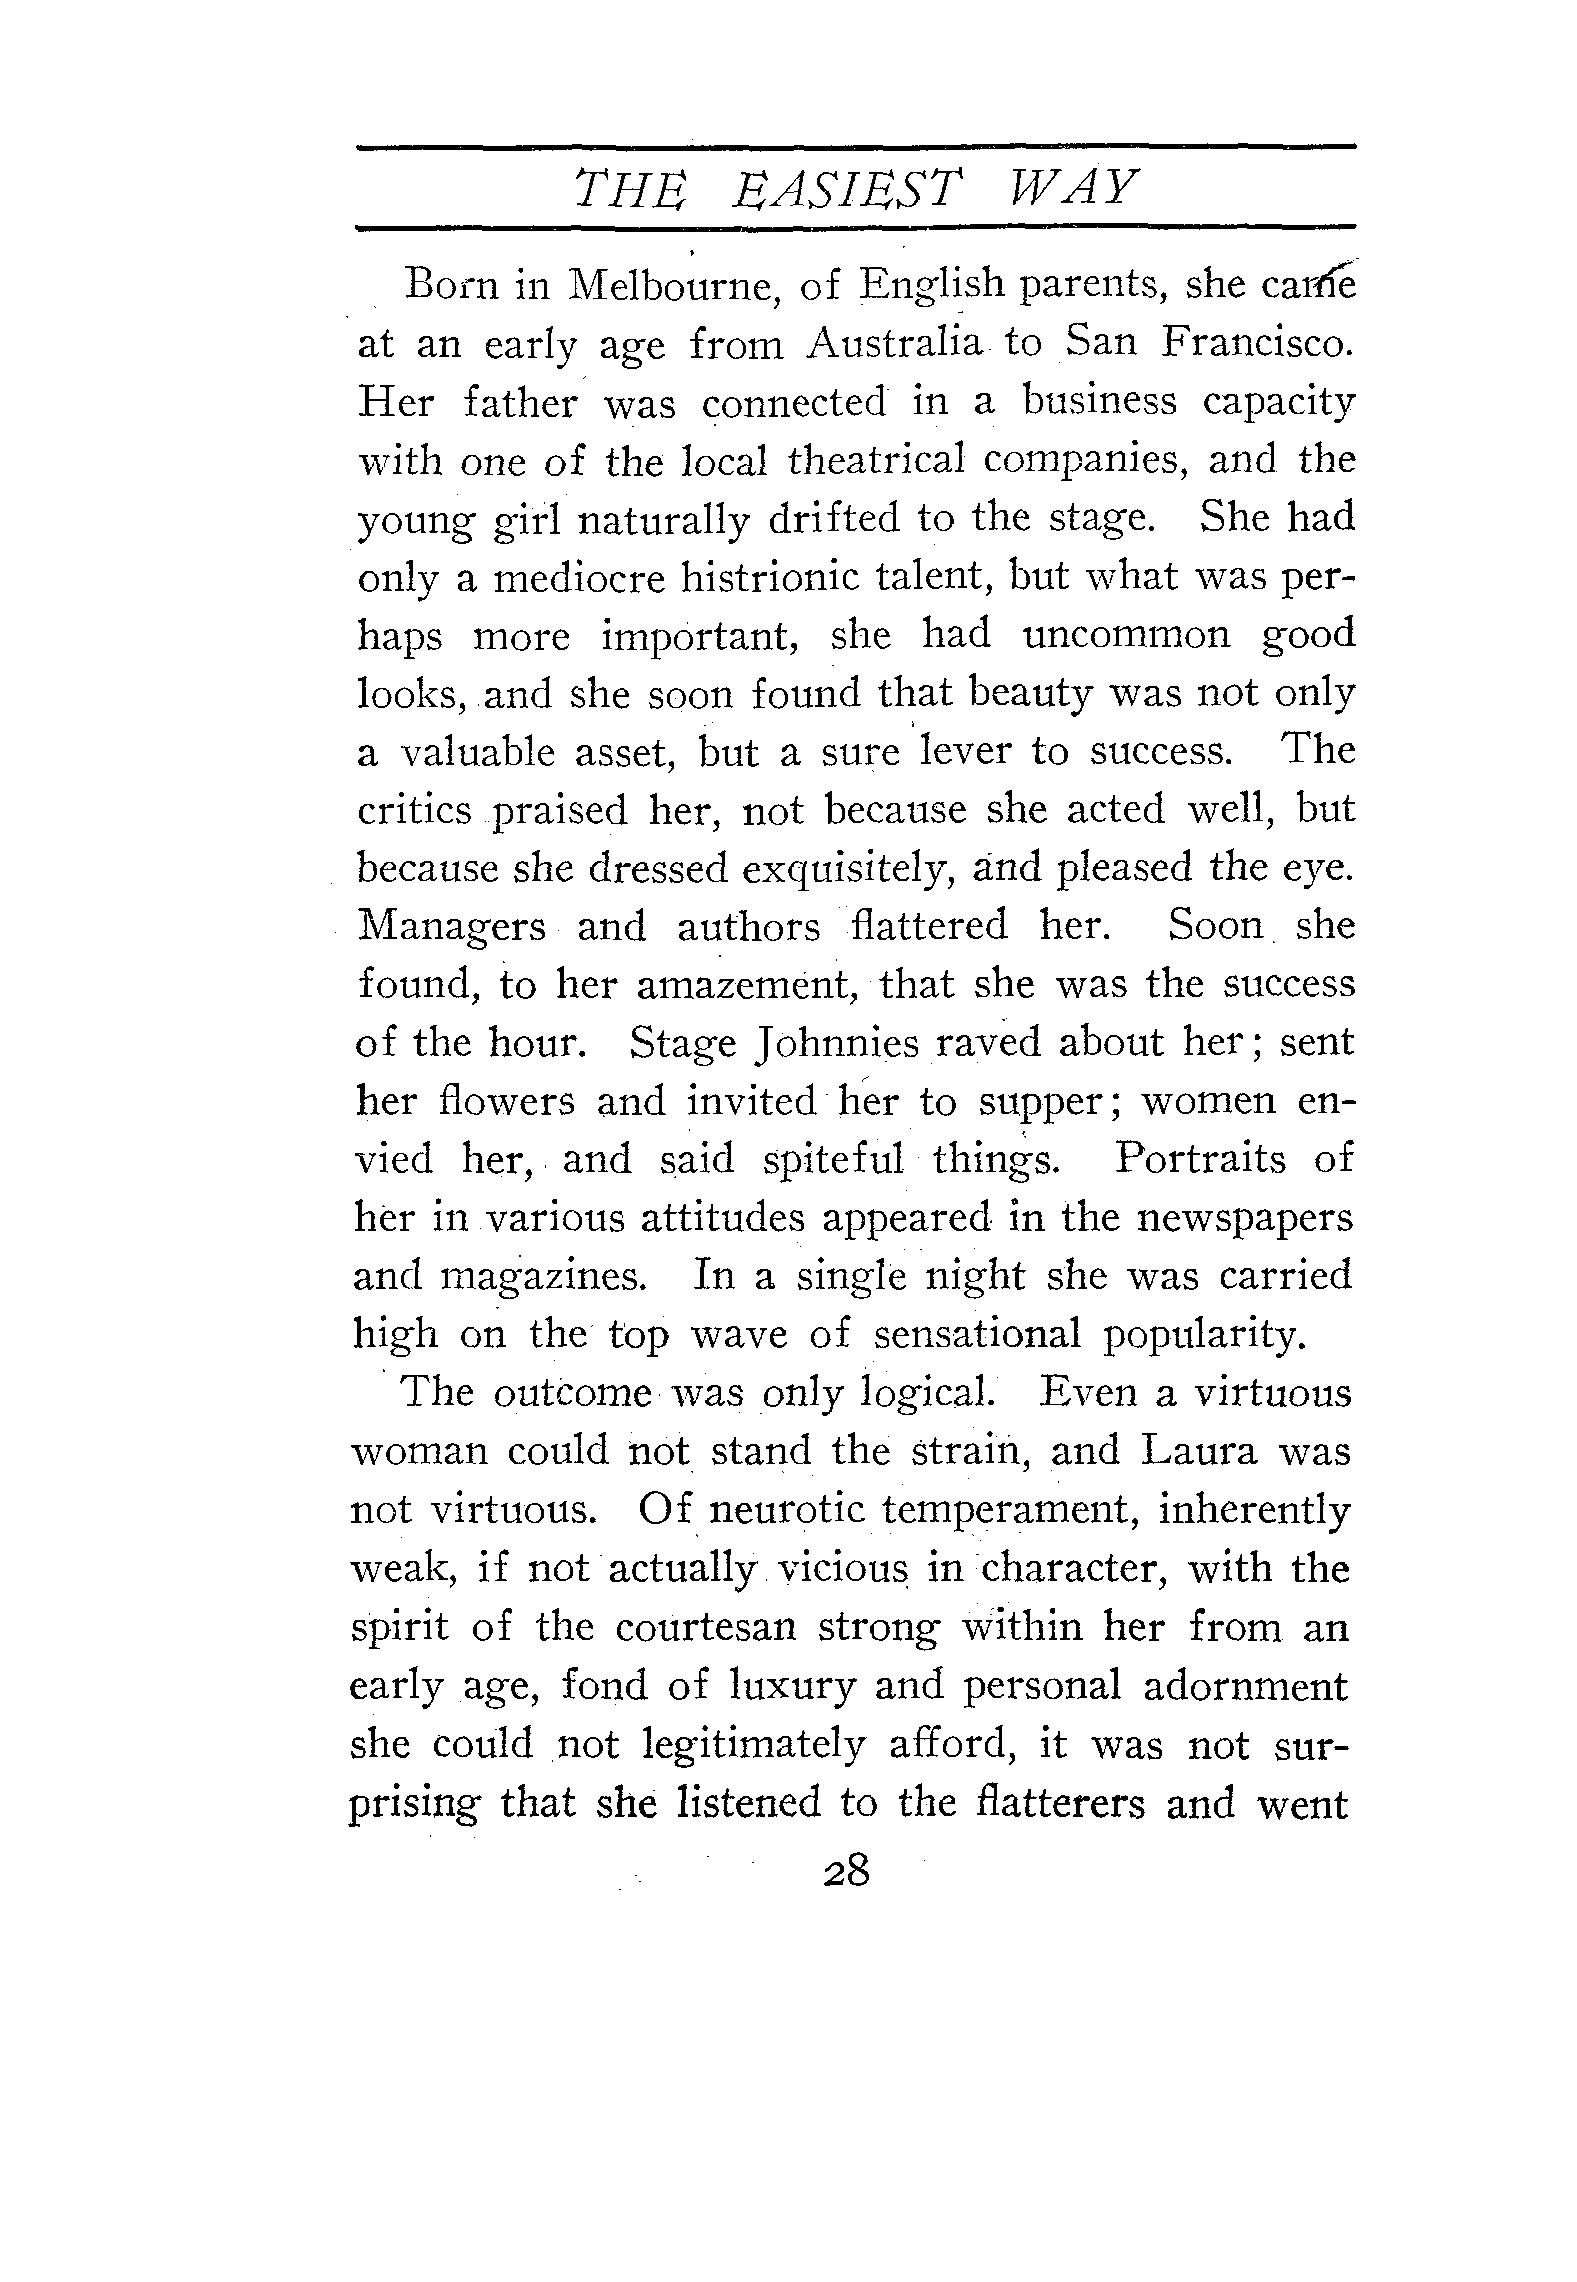 THE EASIEST WAY
Born in Melbourne, of English parents, she came
at an early age from Australia to San Francisco.
Her father was connected in a business capacity
with one of the local theatrical companies, and the
young girl naturally drifted to the stage. She had
only a mediocre histrionic talent, but what was per-
haps more important, she had uncommon good
looks, and she soon found that beauty was not only
a valuable asset, but a sure lever to success. The
critics praised her, not because she acted well, but
because she dressed exquisitely, and pleased the eye.
Managers and authors flattered her. Soon she
found, to her amazement, that she was the success
of the hour. Stage Johnnies raved about her; sent
her flowers and invited her to supper; women en-
vied her, and said spiteful things. Portraits of
her in various attitudes appeared in the newspapers
and magazines. In a single night she was carried
high on the top wave of sensational popularity.
The outcome was only logical. Even a virtuous
woman could not stand the strain, and Laura was
not virtuous. Of neurotic temperament, inherently
weak, if not actually vicious in character, with the
spirit of the courtesan strong within her from an
early age, fond of luxury and personal adornment
she could not legitimately afford, it was not sur-
prising that she listened to the flatterers and went
28